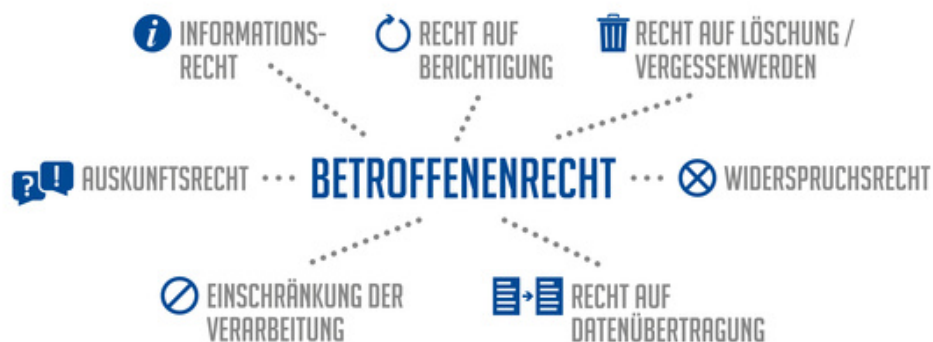 INFORMATIONS-
RECHT
RECHT AUF
BERICHTIGUNG
RECHT AUF LÖSCHUNG /
VERGESSENWERDEN
AUSKUNFTSRECHT
BETROFFENENRECHT
WIDERSPRUCHSRECHT
EINSCHRÄNKUNG DER
VERARBEITUNG
RECHT AUF
DATENÜBERTRAGUNG